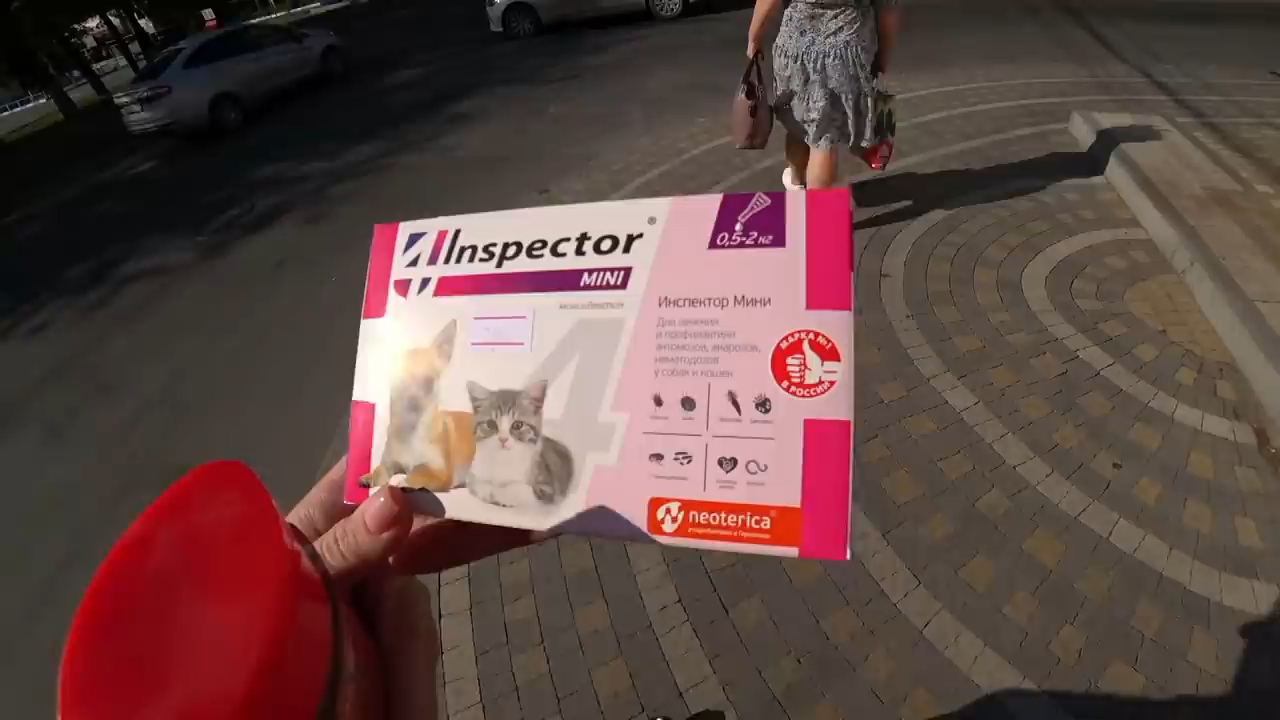 Inspector®
MINI
0,5-2 кг
Инспектор Мини
Для лечения
и профилактики
энтомозов, акарозов,
нематодозов
у собак и кошек
МАРКА №1
В РОССИИ
4
neoterica®